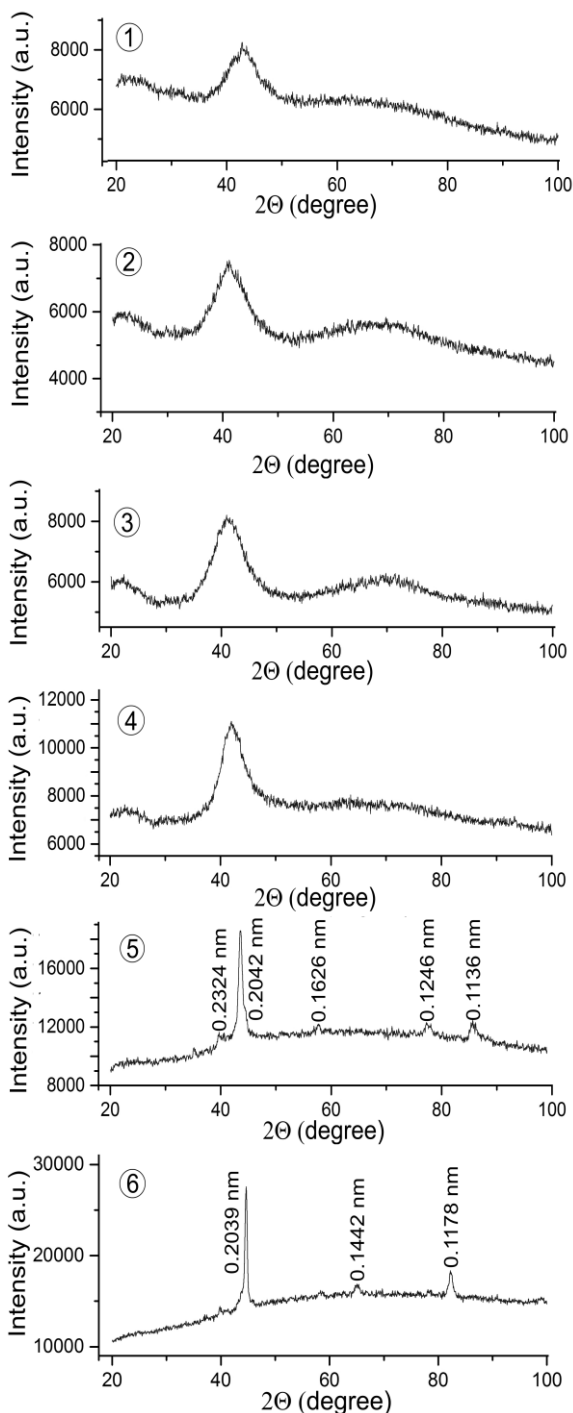 ①
Intensity (a.u.)
8000
6000
20 40 60 80 100
2Θ (degree)
②
Intensity (a.u.)
8000
6000
4000
20 40 60 80 100
2Θ (degree)
③
Intensity (a.u.)
8000
6000
20 40 60 80 100
2Θ (degree)
④
Intensity (a.u.)
12000
10000
8000
6000
20 40 60 80 100
2Θ (degree)
⑤
Intensity (a.u.)
16000
12000
8000
0.2324 nm
0.2042 nm
0.1626 nm
0.1246 nm
0.1136 nm
20 40 60 80 100
2Θ (degree)
⑥
Intensity (a.u.)
30000
20000
10000
0.2039 nm
0.1442 nm
0.1178 nm
20 40 60 80 100
2Θ (degree)